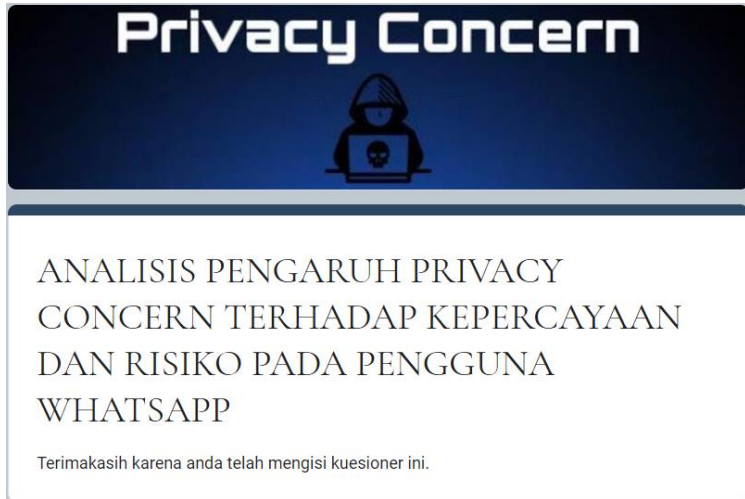 Privacy Concern
ANALISIS PENGARUH PRIVACY
CONCERN TERHADAP KEPERCAYAAN
DAN RISIKO PADA PENGGUNA
WHATSAPP
Terimakasih karena anda telah mengisi kuesioner ini.